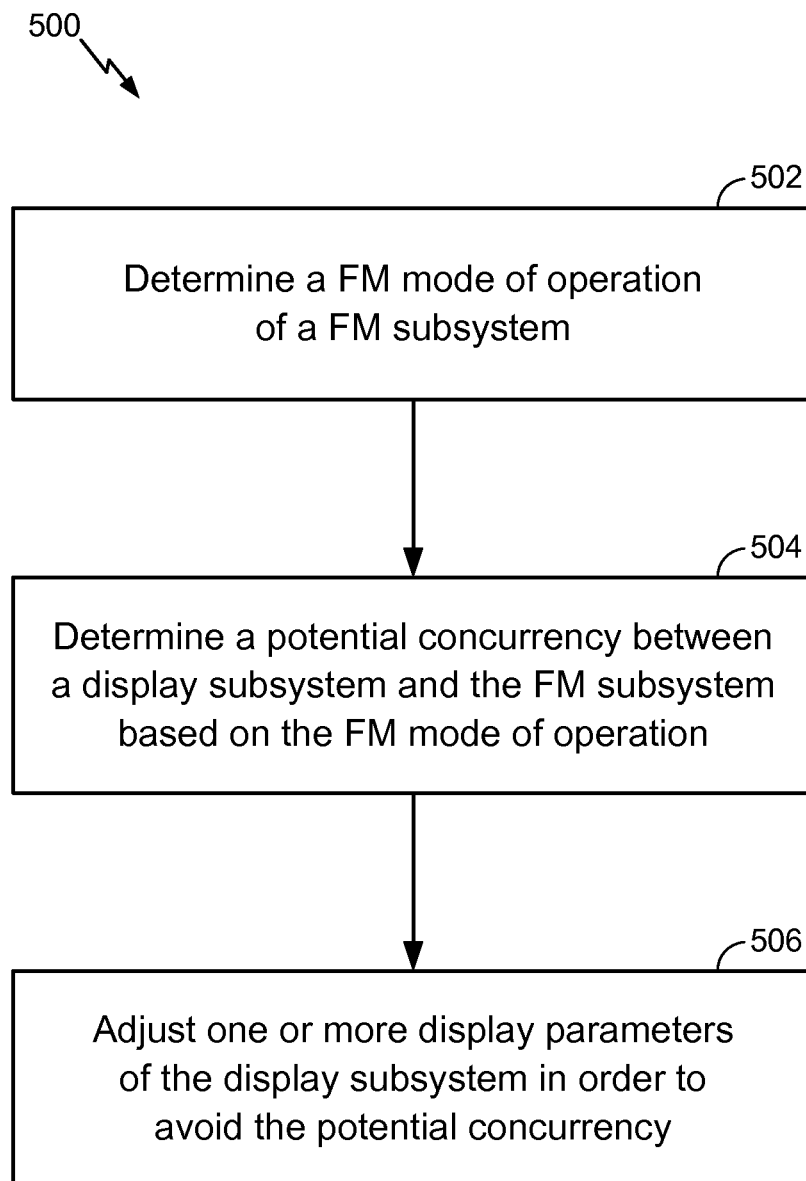 500
502
Determine a FM mode of operation
of a FM subsystem
504
Determine a potential concurrency between
a display subsystem and the FM subsystem
based on the FM mode of operation
506
Adjust one or more display parameters
of the display subsystem in order to
avoid the potential concurrency